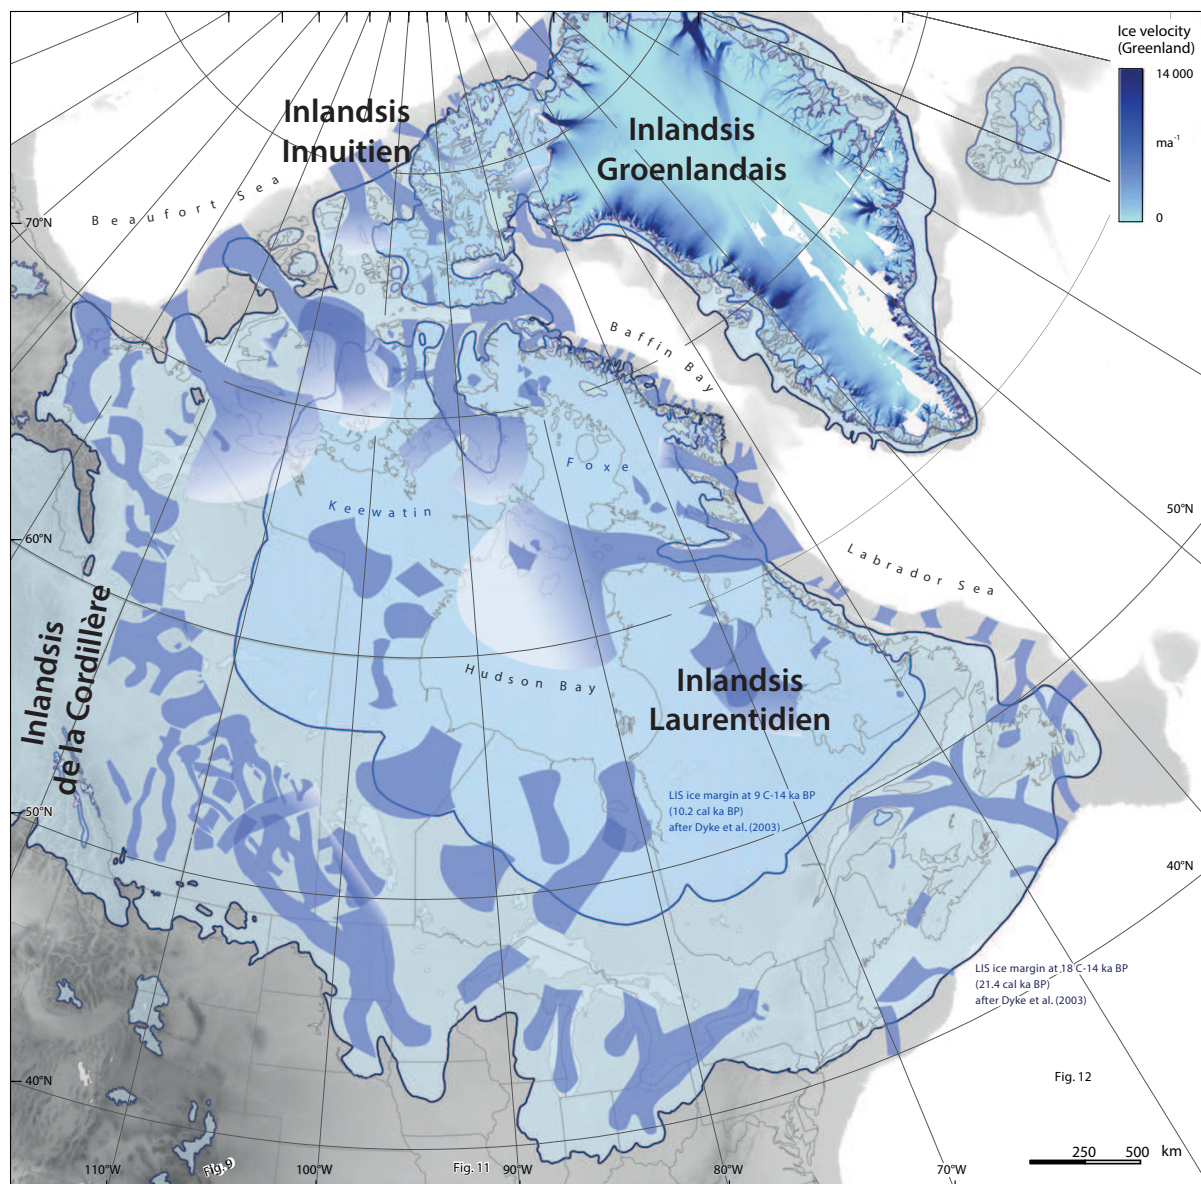 Ice velocity
(Greenland)
14 000
ma⁻¹
0
Inlandsis
Innuitien
Inlandsis
Groenlandais
Beaufort Sea
70°N
Baffin Bay
Foxe
Keewatin
50°N
60°N
Labrador Sea
Inlandsis
de la Cordillère
Hudson Bay
Inlandsis
Laurentidien
LIS ice margin at 9 C-14 ka BP
(10.2 cal ka BP)
after Dyke et al. (2003)
50°N
40°N
LIS ice margin at 18 C-14 ka BP
(21.4 cal ka BP)
after Dyke et al. (2003)
Fig. 12
40°N
250 500 km
110°W
Fig. 9
100°W
Fig. 11
90°W
80°W
70°W